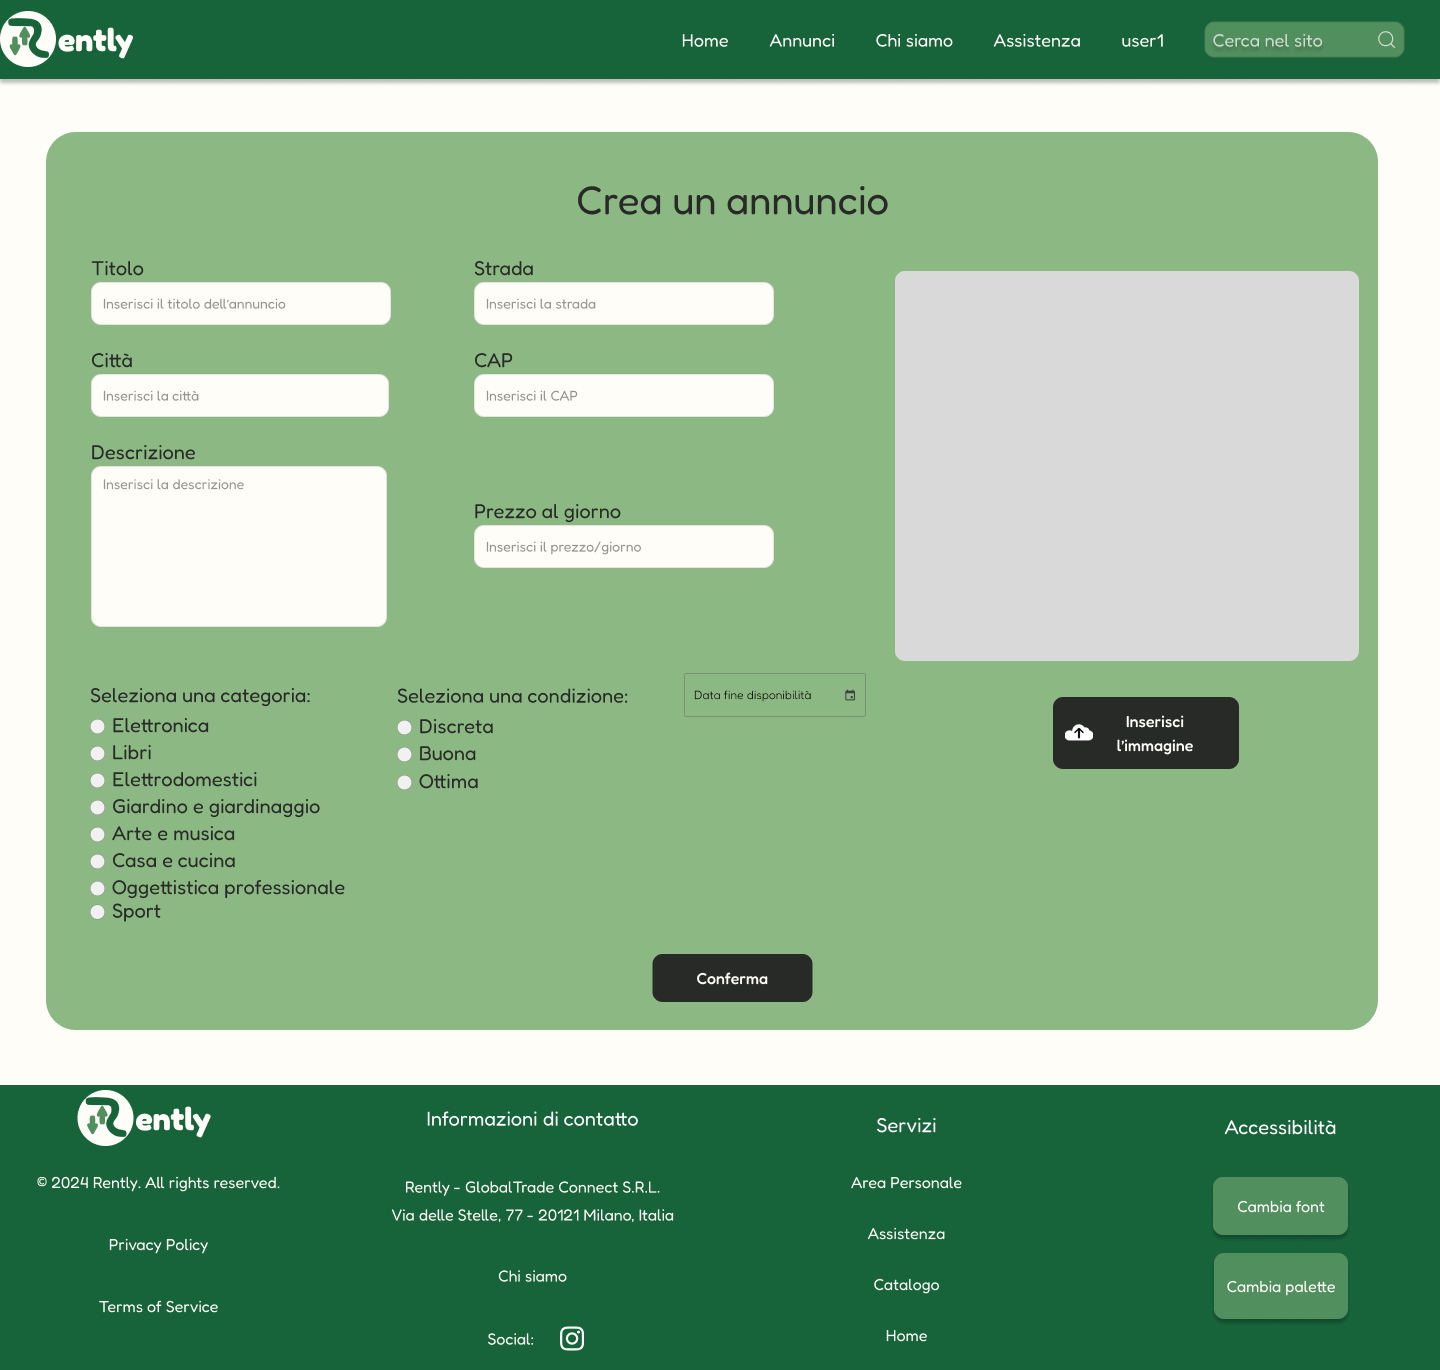 Rently
Home
Annunci
Chi siamo
Assistenza
user1
Cerca nel sito
Crea un annuncio
Titolo
Inserisci il titolo dell'annuncio
Strada
Inserisci la strada
Città
Inserisci la città
CAP
Inserisci il CAP
Descrizione
Inserisci la descrizione
Prezzo al giorno
Inserisci il prezzo/giorno
Seleziona una categoria:
Elettronica
Libri
Elettrodomestici
Giardino e giardinaggio
Arte e musica
Casa e cucina
Oggettistica professionale
Sport
Seleziona una condizione:
Discreta
Buona
Ottima
Data fine disponibilità
Inserisci
l'immagine
Conferma
Rently
© 2024 Rently. All rights reserved.
Privacy Policy
Terms of Service
Informazioni di contatto
Rently - GlobalTrade Connect S.R.L.
Via delle Stelle, 77 - 20121 Milano, Italia
Chi siamo
Social:
Servizi
Area Personale
Assistenza
Catalogo
Home
Accessibilità
Cambia font
Cambia palette